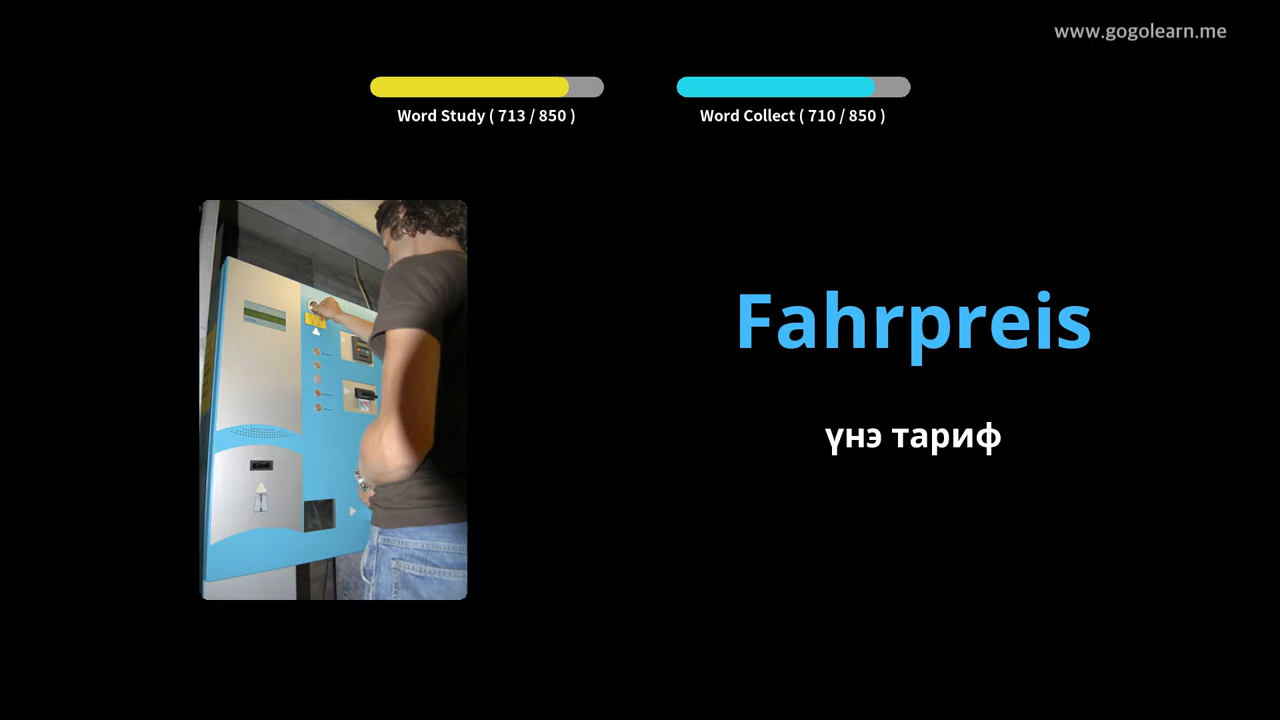 www.gogolearn.me
Word Study ( 713 / 850 )
Word Collect ( 710 / 850 )
Fahrpreis
үнэ тариф